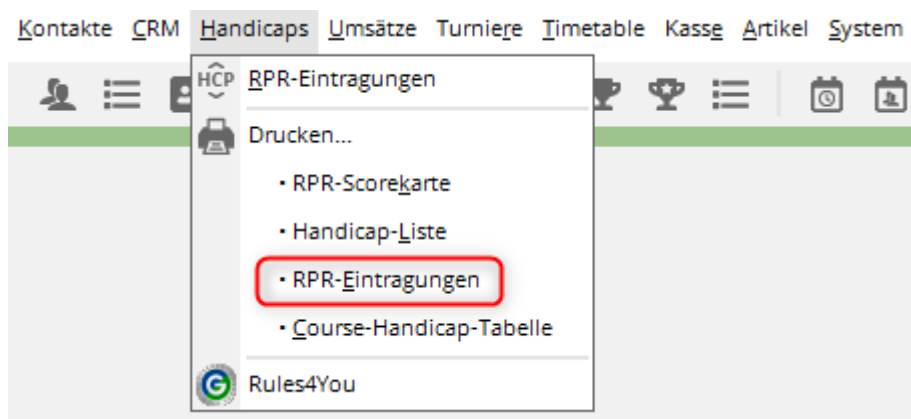 Kontakte CRM Handicaps Umsätze Turniere Timetable Kasse Artikel System
HCP RPR-Eintragungen
Drucken...
• RPR-Scorekarte
• Handicap-Liste
• RPR-Eintragungen
• Course-Handicap-Tabelle
Rules4You